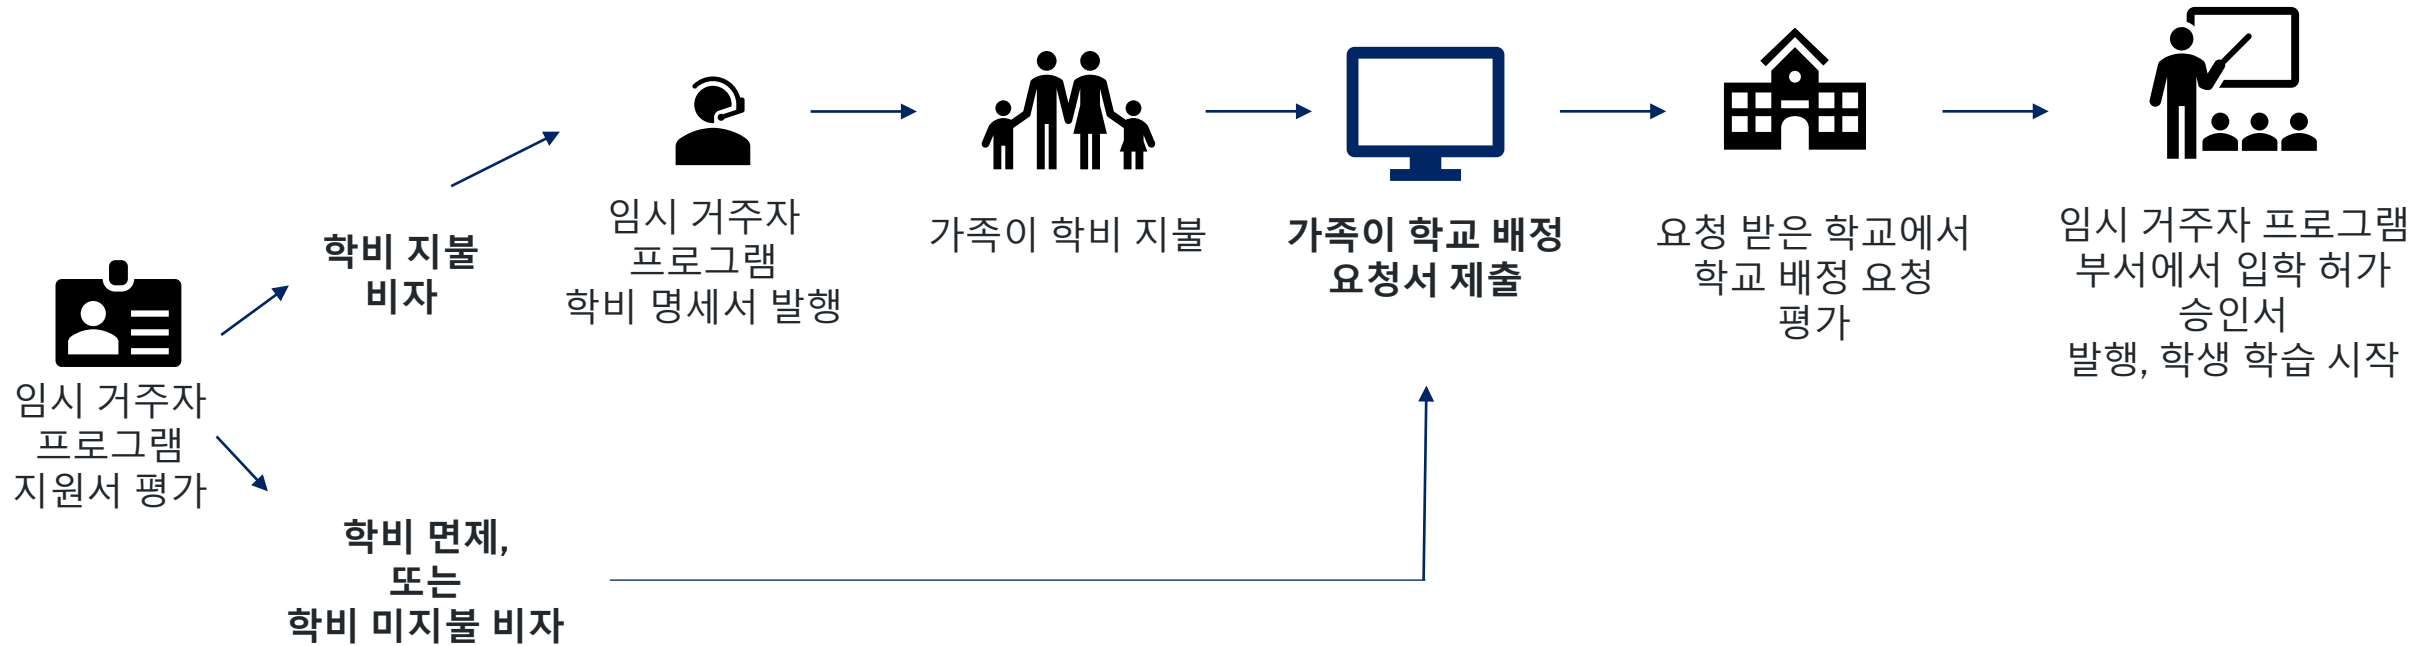 임시 거주자
프로그램
지원서 평가
학비 지불
비자
학비 면제,
또는
학비 미지불 비자
임시 거주자
프로그램
학비 명세서 발행
가족이 학비 지불
가족이 학교 배정
요청서 제출
요청 받은 학교에서
학교 배정 요청
평가
임시 거주자 프로그램
부서에서 입학 허가
승인서
발행, 학생 학습 시작